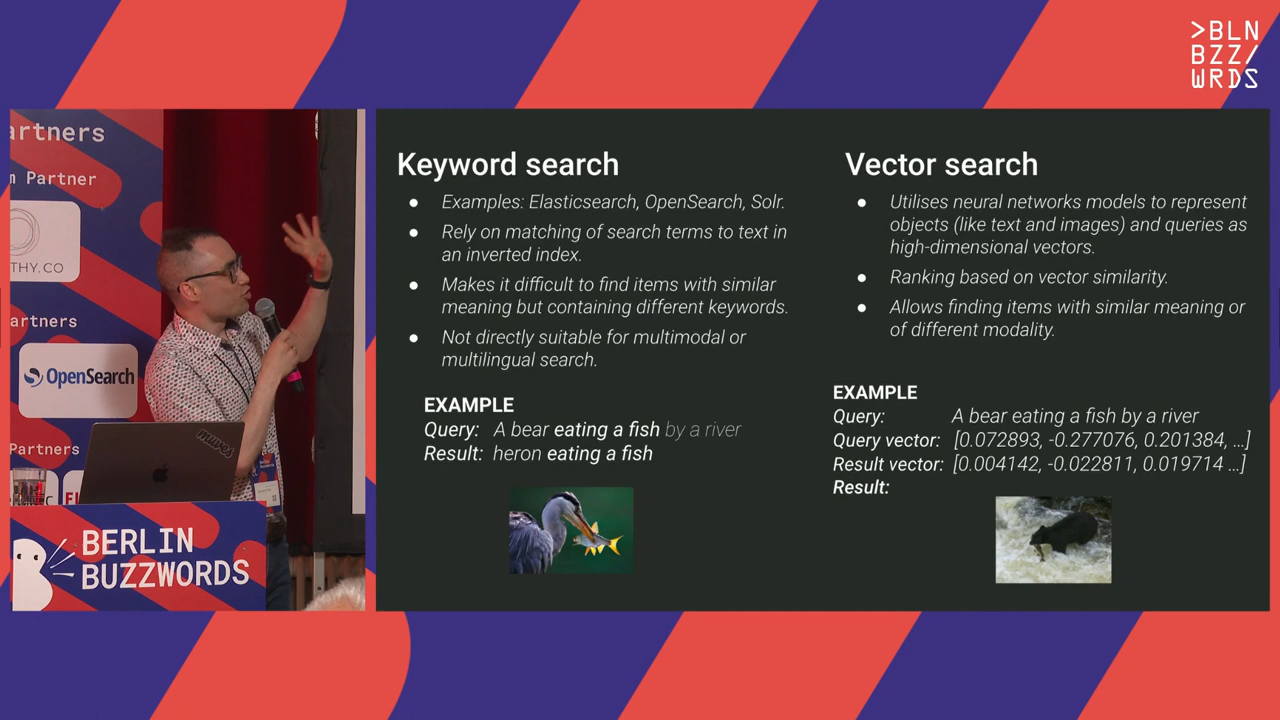 >BLN
BZZ/
WRDS
artners
m Partner
THY.CO
artners
OpenSearch
Partners
BERLIN
BUZZWORDS
Keyword search
● Examples: Elasticsearch, OpenSearch, Solr.
● Rely on matching of search terms to text in
an inverted index.
● Makes it difficult to find items with similar
meaning but containing different keywords.
● Not directly suitable for multimodal or
multilingual search.
EXAMPLE
Query: A bear eating a fish by a river
Result: heron eating a fish
Vector search
● Utilises neural networks models to represent
objects (like text and images) and queries as
high-dimensional vectors.
● Ranking based on vector similarity.
● Allows finding items with similar meaning or
of different modality.
EXAMPLE
Query: A bear eating a fish by a river
Query vector: [0.072893, -0.277076, 0.201384, ...]
Result vector: [0.004142, -0.022811, 0.019714 ...]
Result: